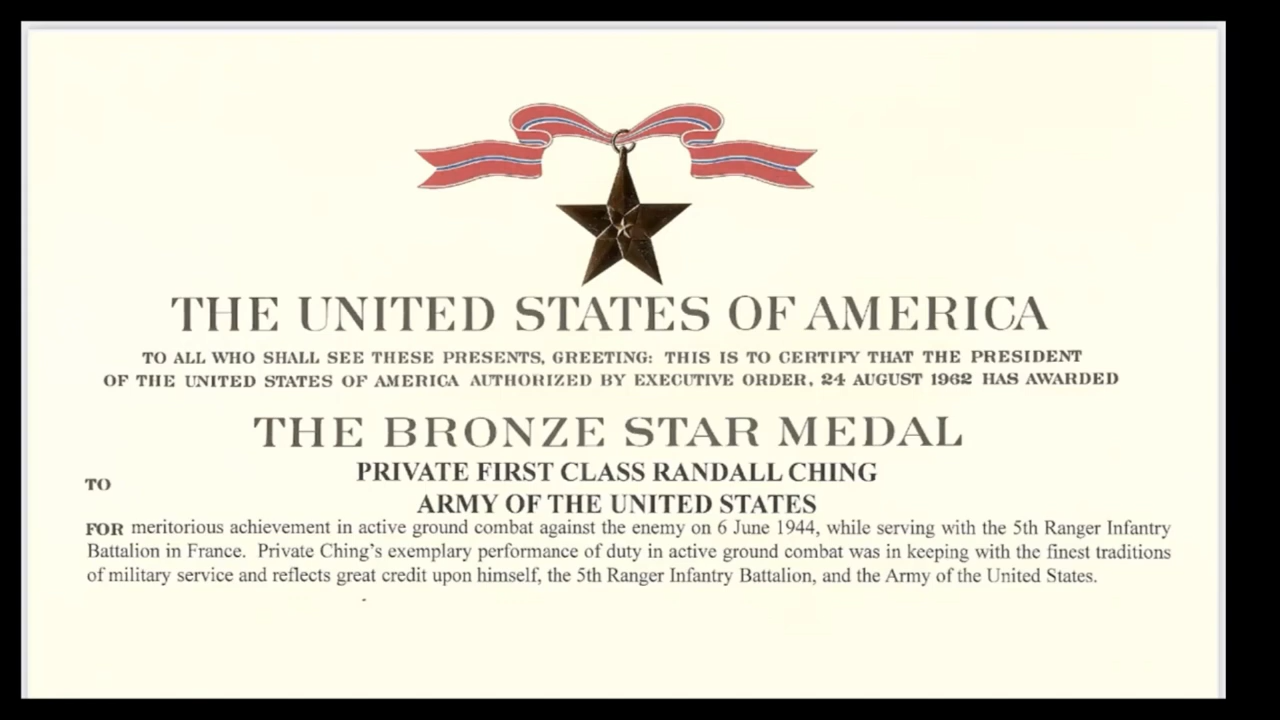 THE UNITED STATES OF AMERICA
TO ALL WHO SHALL SEE THESE PRESENTS, GREETING: THIS IS TO CERTIFY THAT THE PRESIDENT
OF THE UNITED STATES OF AMERICA AUTHORIZED BY EXECUTIVE ORDER, 24 AUGUST 1962 HAS AWARDED
THE BRONZE STAR MEDAL
PRIVATE FIRST CLASS RANDALL CHING
TO
ARMY OF THE UNITED STATES
FOR meritorious achievement in active ground combat against the enemy on 6 June 1944, while serving with the 5th Ranger Infantry
Battalion in France. Private Ching's exemplary performance of duty in active ground combat was in keeping with the finest traditions
of military service and reflects great credit upon himself, the 5th Ranger Infantry Battalion, and the Army of the United States.